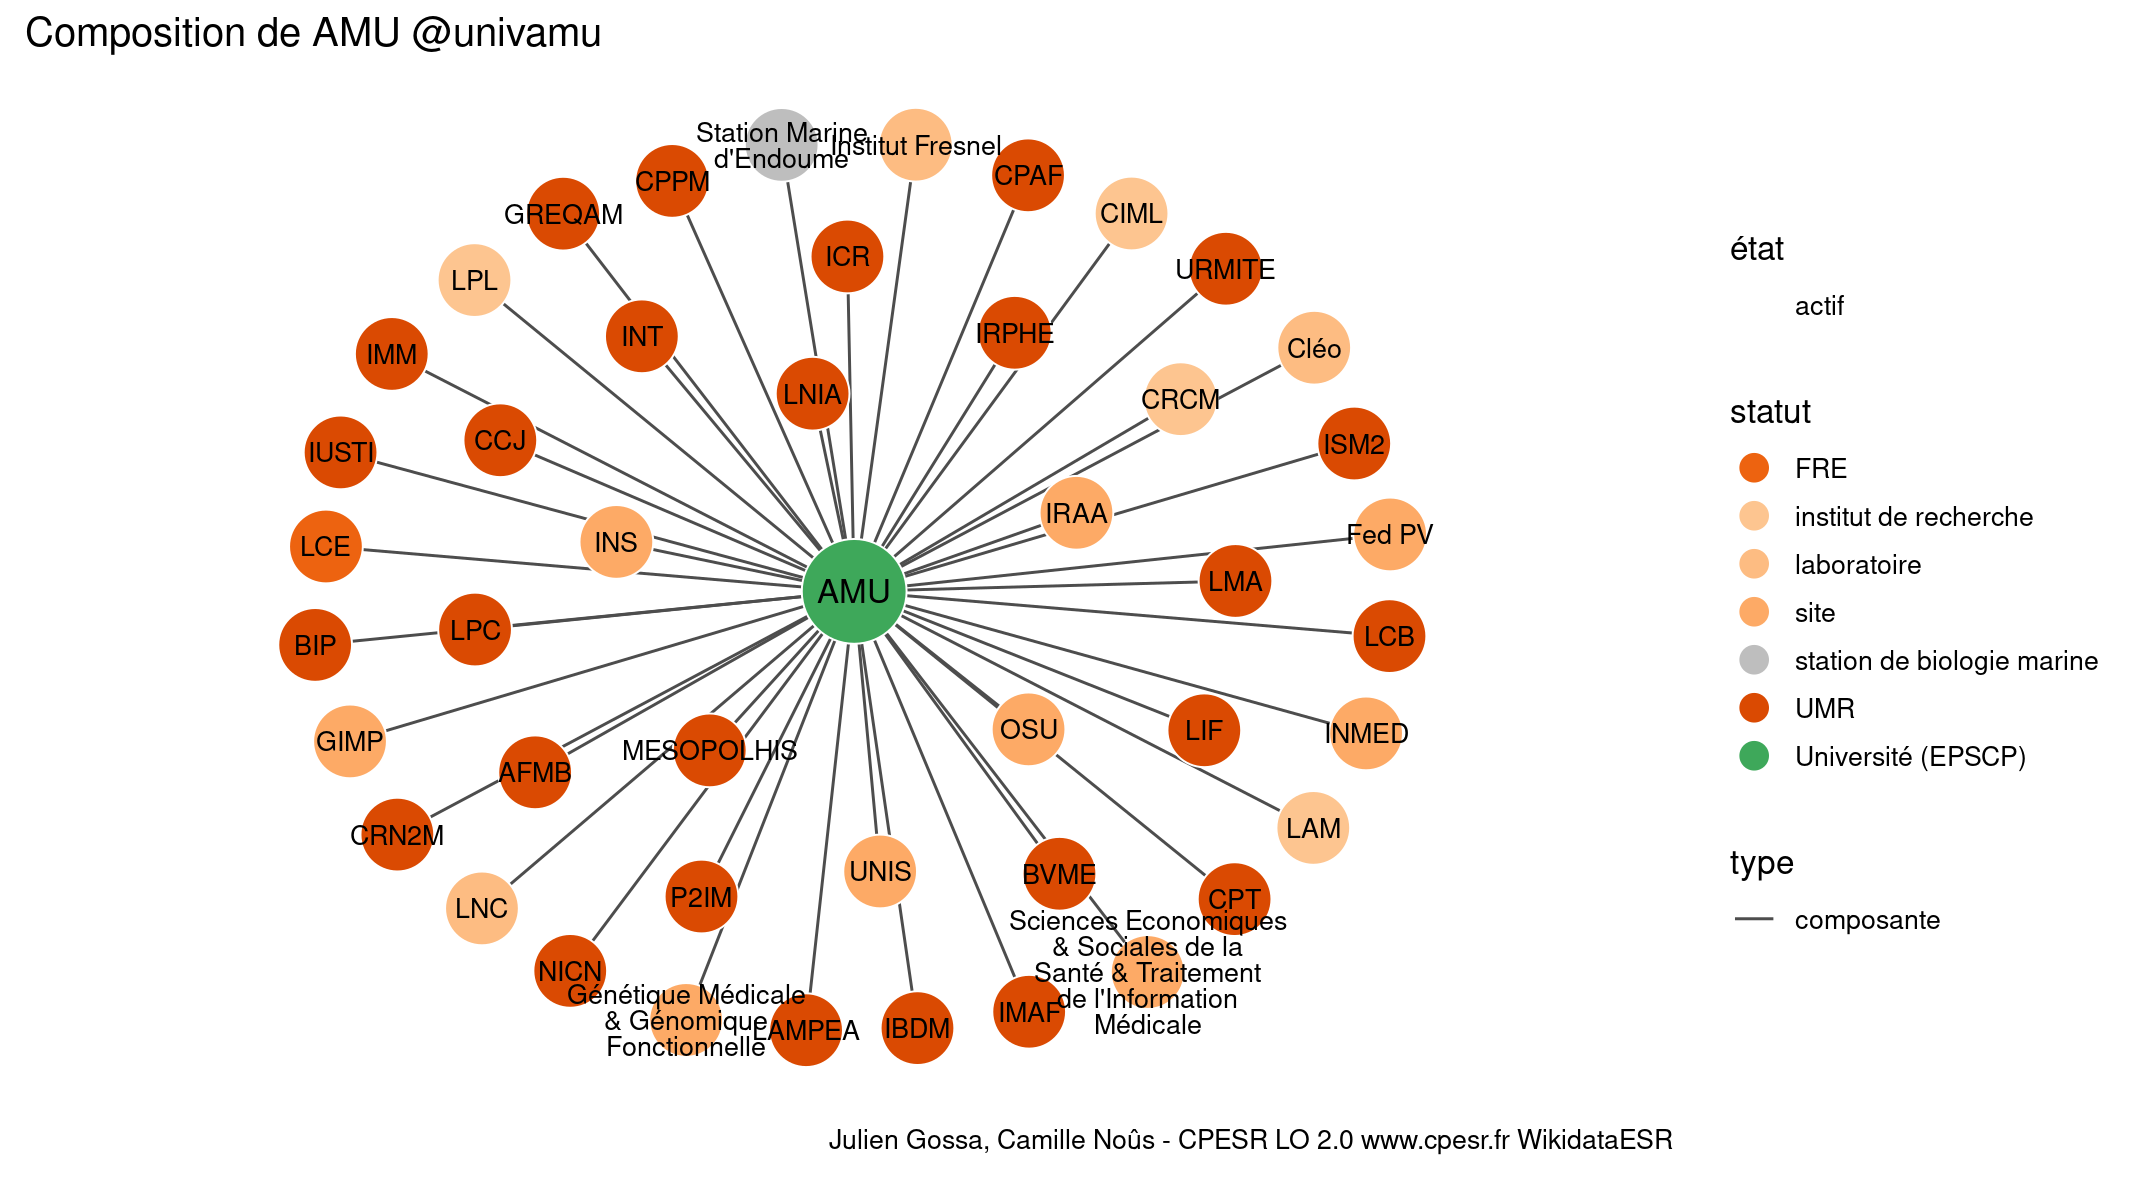 Composition de AMU @univamu
Station Marine
d'Endoume
Institut Fresnel
CPPM
CPAF
GREQAM
CIML
ICR
URMITE
LPL
INT
IRPHE
Cléo
IMM
LNIA
CRCM
CCJ
ISM2
IUSTI
IRAA
Fed PV
LCE
INS
LMA
AMU
LPC
LCB
BIP
OSU
LIF
INMED
GIMP
MESOPOLHIS
AFMB
LAM
CRN2M
UNIS
BVME
P2IM
CPT
LNC
Sciences Economiques
& Sociales de la
Santé & Traitement
de l'Information
Médicale
NICN
Génétique Médicale
& Génomique
Fonctionnelle
LAMPEA
IBDM
IMAF
état
actif
statut
FRE
institut de recherche
laboratoire
site
station de biologie marine
UMR
Université (EPSCP)
type
composante
Julien Gossa, Camille Noûs - CPESR LO 2.0 www.cpesr.fr WikidataESR